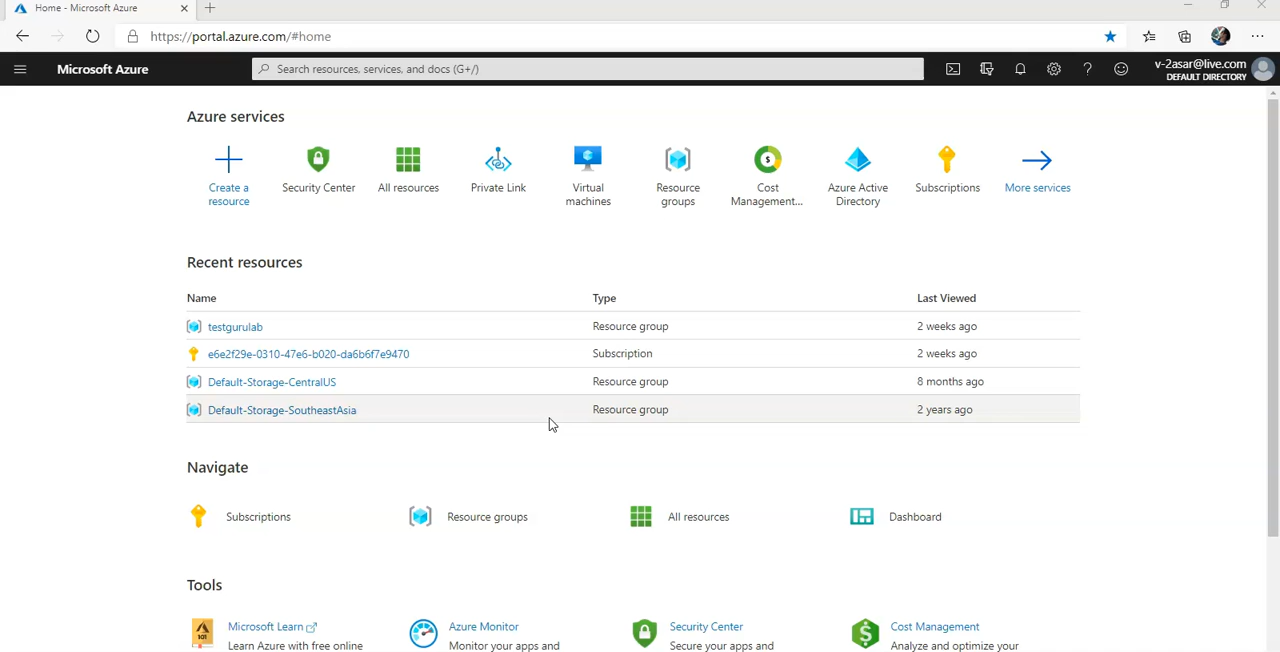 Home - Microsoft Azure
https://portal.azure.com/#home
Microsoft Azure
Search resources, services, and docs (G+/)
v-2asar@live.com
DEFAULT DIRECTORY
Azure services
Create a
resource
Security Center
All resources
Private Link
Virtual
machines
Resource
groups
$
Cost
Management...
Azure Active
Directory
Subscriptions
More services
Recent resources
Name Type Last Viewed
testgurulab Resource group 2 weeks ago
e6e2f29e-0310-47e6-b020-da6b6f7e9470 Subscription 2 weeks ago
Default-Storage-CentralUS Resource group 8 months ago
Default-Storage-SoutheastAsia Resource group 2 years ago
Navigate
Subscriptions
Resource groups
All resources
Dashboard
Tools
101
Microsoft Learn
Learn Azure with free online
Azure Monitor
Monitor your apps and
Security Center
Secure your apps and
$
Cost Management
Analyze and optimize your